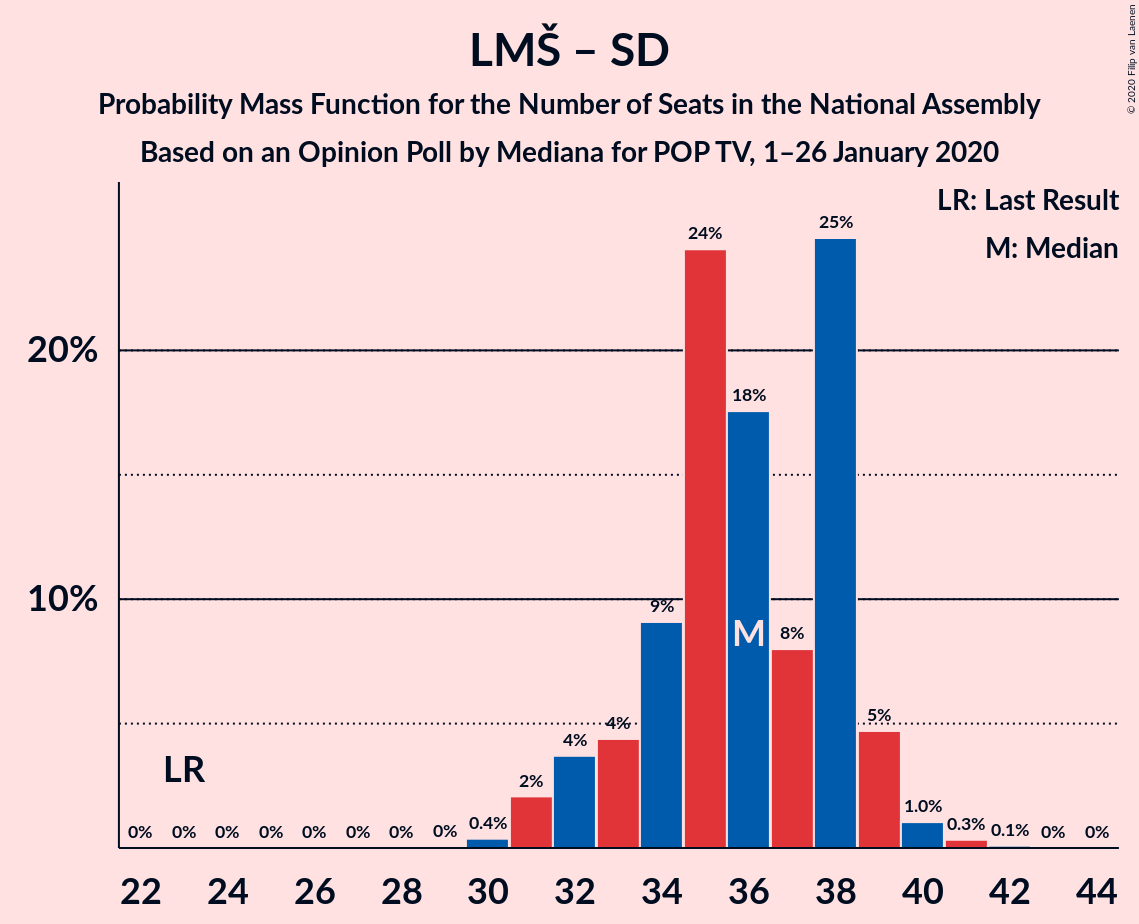 LMŠ – SD
Probability Mass Function for the Number of Seats in the National Assembly
Based on an Opinion Poll by Mediana for POP TV, 1–26 January 2020
© 2020 Filip van Laenen
LR: Last Result
M: Median
20%
10%
LR
M
0% 0% 0% 0% 0% 0% 0% 0% 0.4% 2% 4% 4% 9% 24% 18% 8% 25% 5% 1.0% 0.3% 0.1% 0% 0%
22 24 26 28 30 32 34 36 38 40 42 44